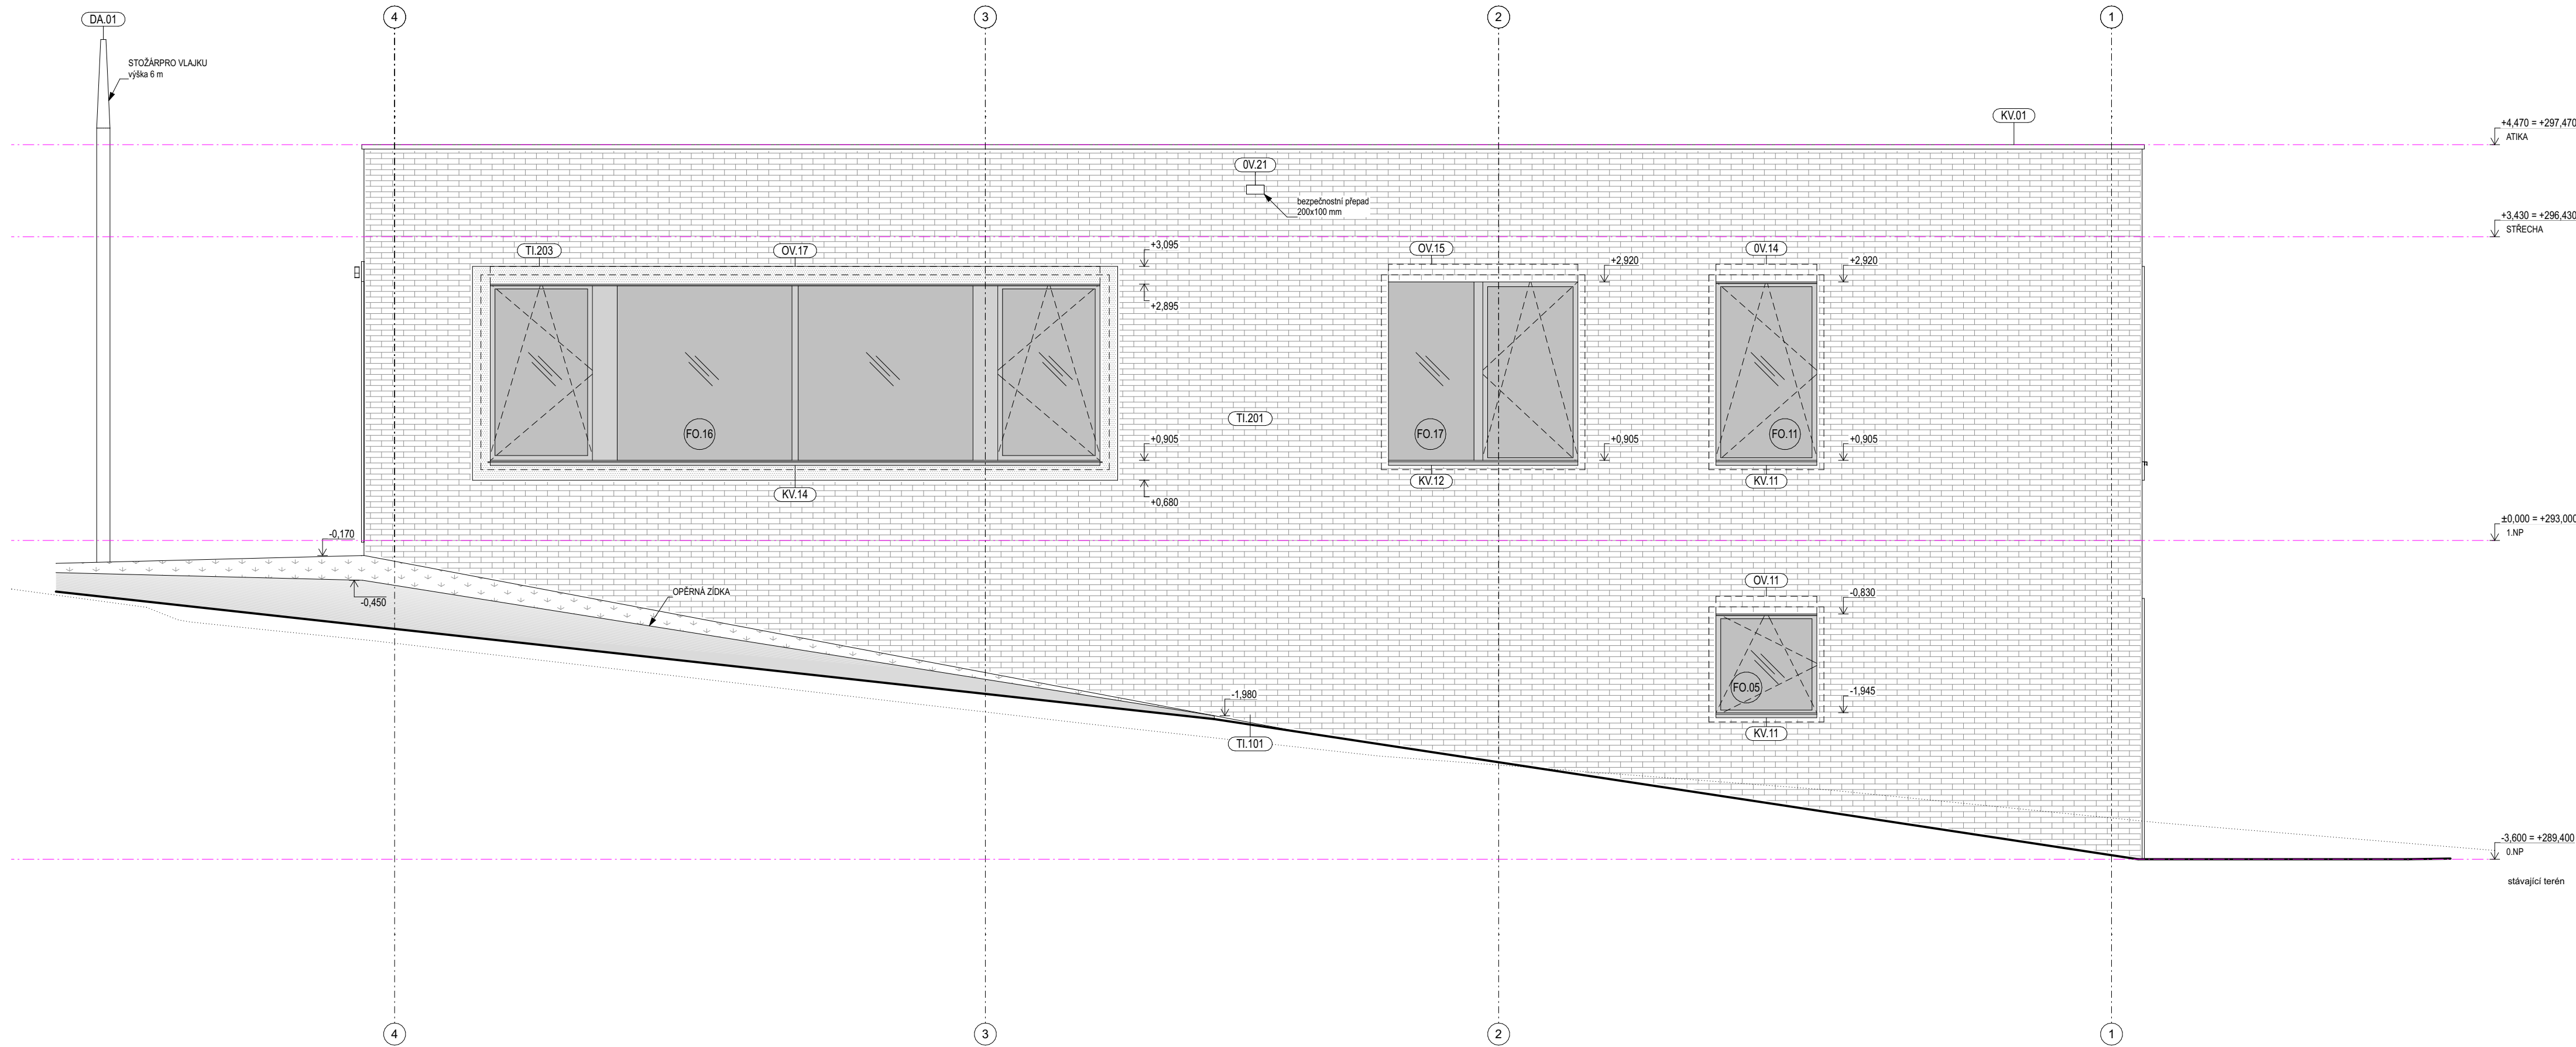 4
3
2
1
DA.01
STOŽÁRPRO VLAJKU
výška 6 m
KV.01
+4,470 = +297,470
ATIKA
0V.21
bezpečnostní přepad
200x100 mm
+3,430 = +296,430
STŘECHA
TI.203
OV.17
+3,095
+2,895
OV.15
+2,920
0V.14
+2,920
FO.16
TI.201
FO.17
FO.11
+0,905
+0,905
+0,905
KV.14
+0,680
KV.12
KV.11
-0,170
±0,000 = +293,000
1.NP
-0,450
OPĚRNÁ ZÍDKA
OV.11
-0,830
FO.05
-1,980
-1,945
TI.101
KV.11
-3,600 = +289,400
0.NP
stávající terén
4
3
2
1